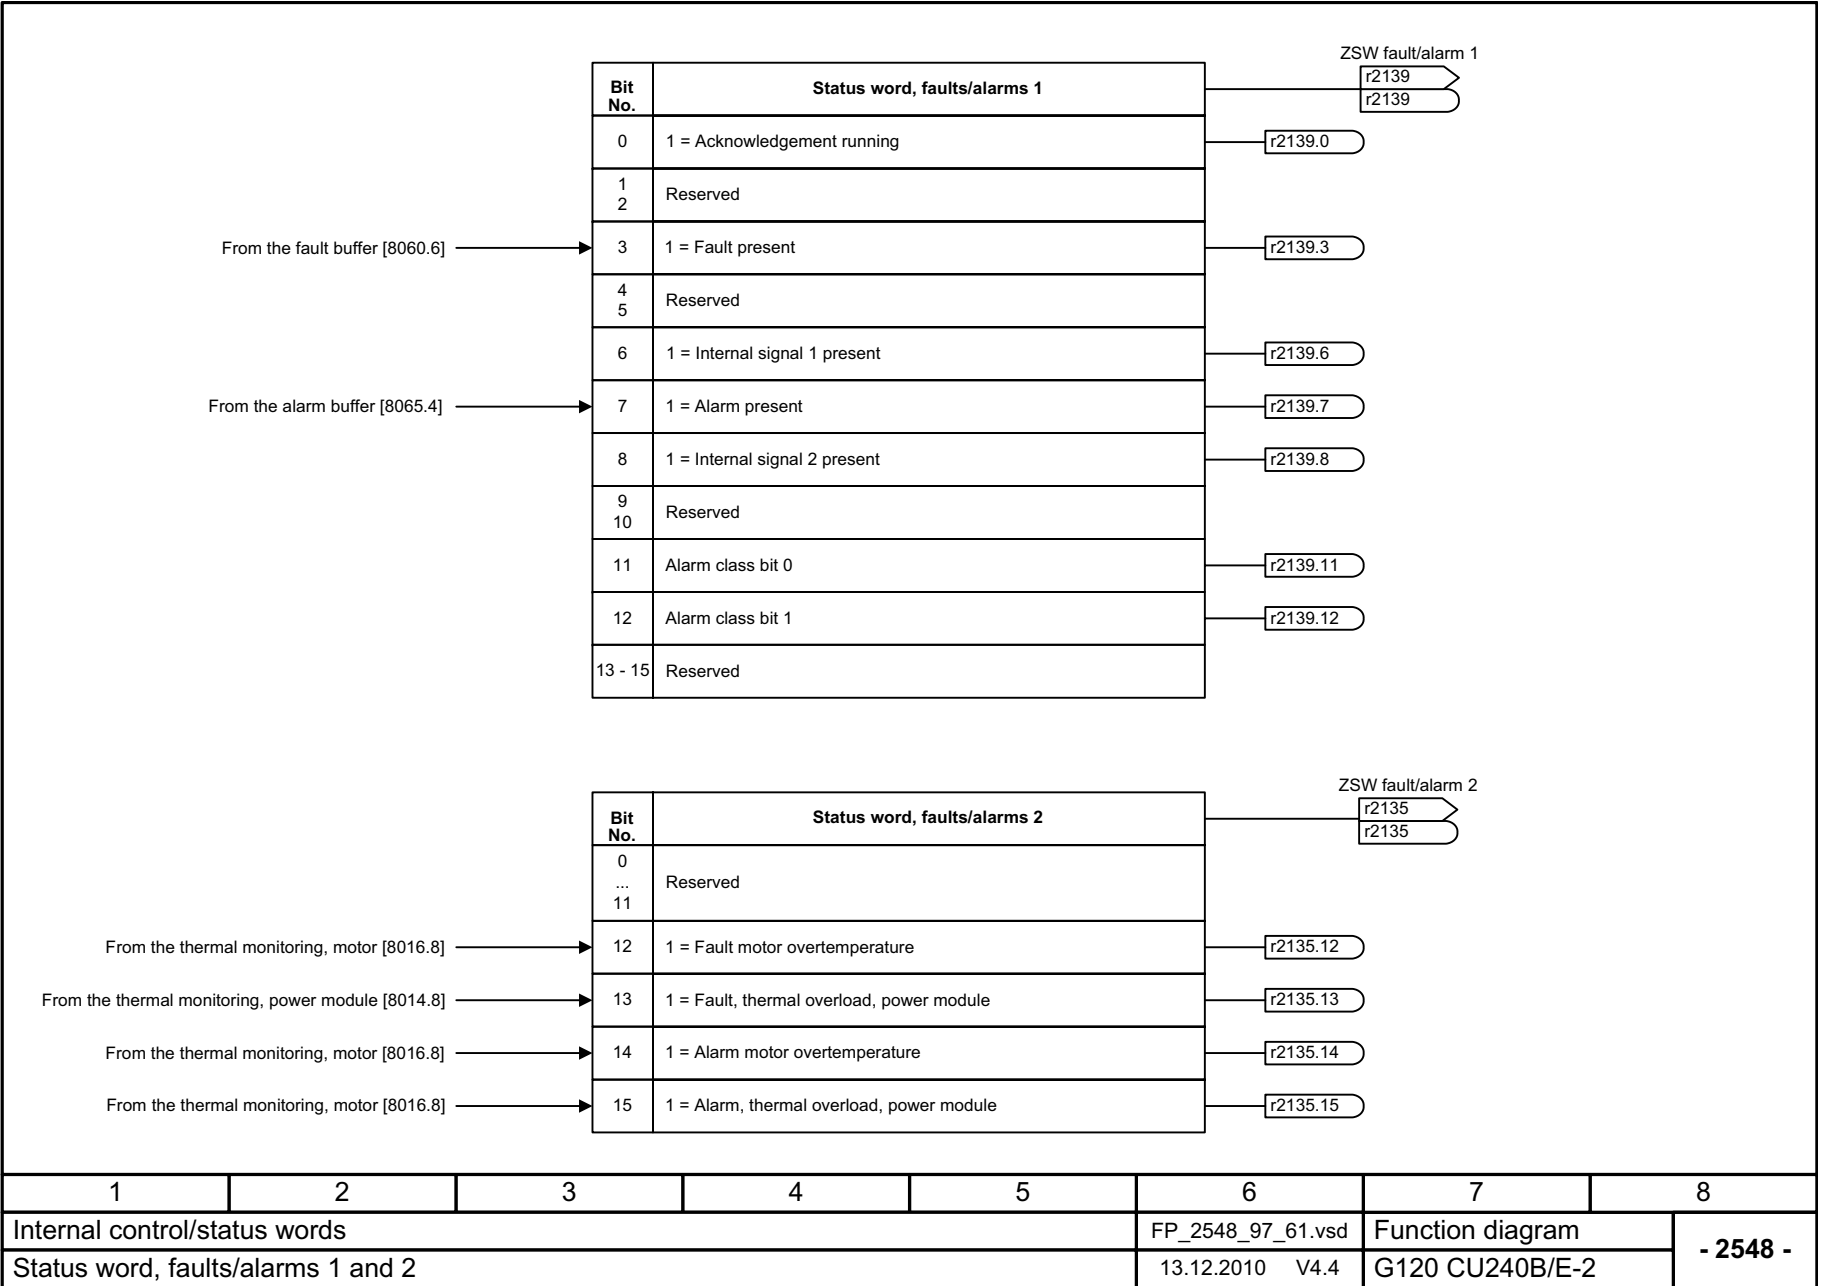 ZSW fault/alarm 1
Bit No. Status word, faults/alarms 1 r2139
r2139
0 1 = Acknowledgement running r2139.0
1
2 Reserved
From the fault buffer [8060.6] 3 1 = Fault present r2139.3
4
5 Reserved
6 1 = Internal signal 1 present r2139.6
From the alarm buffer [8065.4] 7 1 = Alarm present r2139.7
8 1 = Internal signal 2 present r2139.8
9
10 Reserved
11 Alarm class bit 0 r2139.11
12 Alarm class bit 1 r2139.12
13 - 15 Reserved
ZSW fault/alarm 2
Bit No. Status word, faults/alarms 2 r2135
r2135
0
... Reserved
11
From the thermal monitoring, motor [8016.8] 12 1 = Fault motor overtemperature r2135.12
From the thermal monitoring, power module [8014.8] 13 1 = Fault, thermal overload, power module r2135.13
From the thermal monitoring, motor [8016.8] 14 1 = Alarm motor overtemperature r2135.14
From the thermal monitoring, motor [8016.8] 15 1 = Alarm, thermal overload, power module r2135.15
1 2 3 4 5 6 7 8
Internal control/status words FP_2548_97_61.vsd Function diagram - 2548 -
Status word, faults/alarms 1 and 2 13.12.2010 V4.4 G120 CU240B/E-2